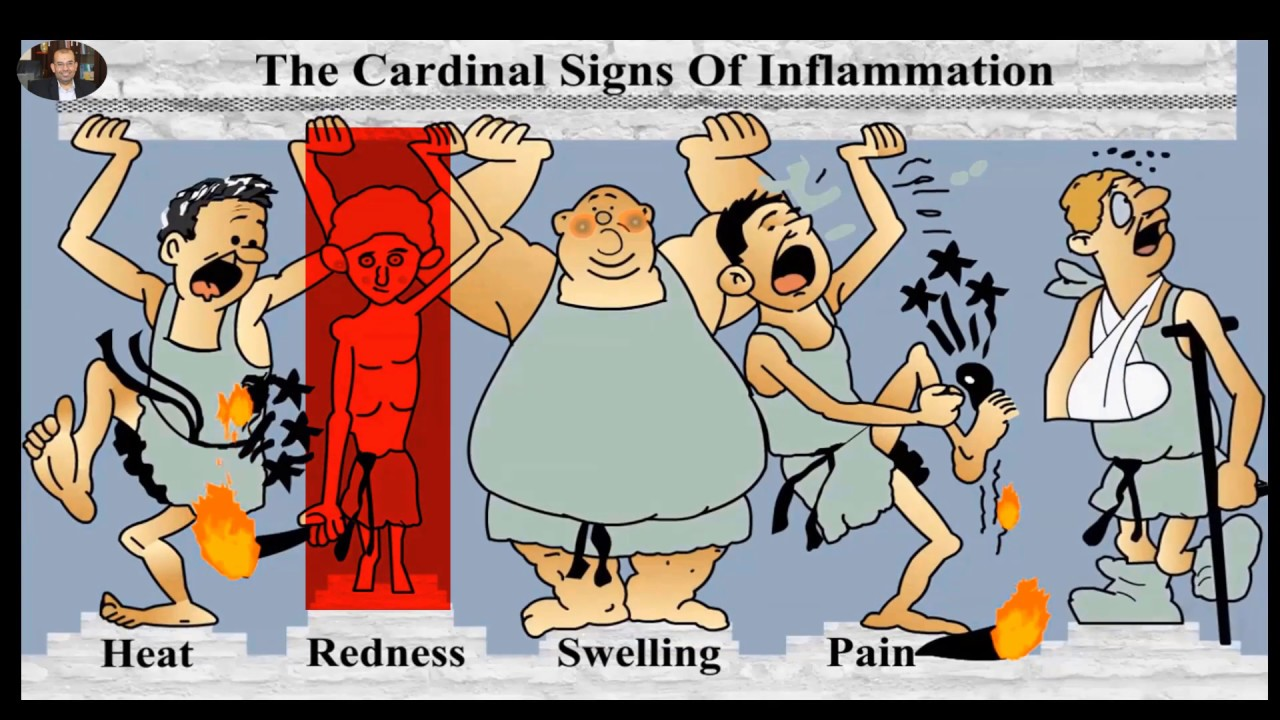 The Cardinal Signs Of Inflammation
Heat
Redness
Swelling
Pain